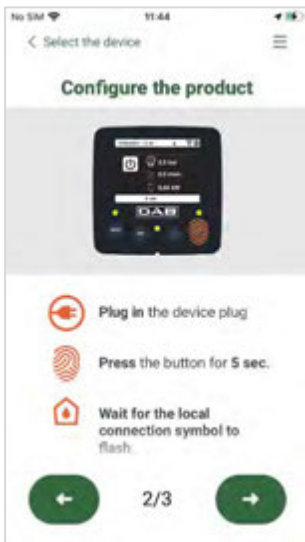 No SIM
11:44
Select the device
Configure the product
DAB
Plug in the device plug
Press the button for 5 sec.
Wait for the local
connection symbol to
flash.
2/3